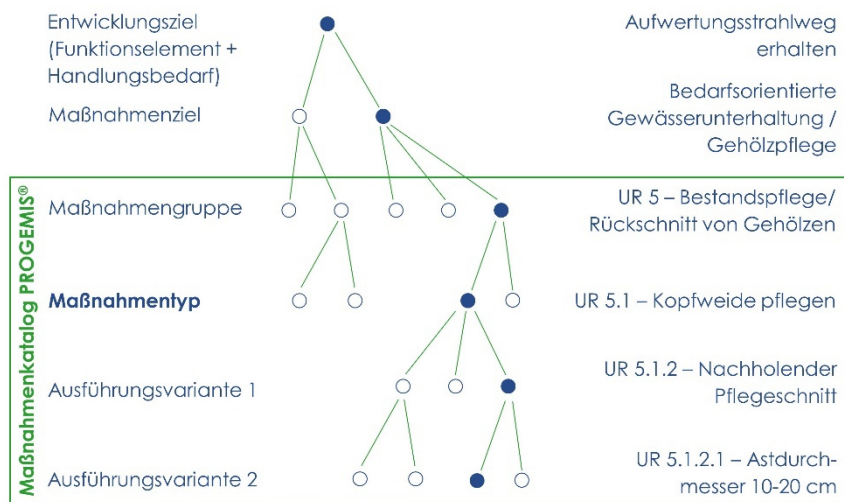 Entwicklungsziel
(Funktionselement +
Handlungsbedarf)
Aufwertungsstrahlweg
erhalten
Maßnahmenziel
Bedarfsorientierte
Gewässerunterhaltung /
Gehölzpflege
Maßnahmenkatalog PROGEMIS®
Maßnahmengruppe
UR 5 – Bestandspflege/
Rückschnitt von Gehölzen
Maßnahmentyp
UR 5.1 – Kopfweide pflegen
Ausführungsvariante 1
UR 5.1.2 – Nachholender
Pflegeschnitt
Ausführungsvariante 2
UR 5.1.2.1 – Astdurch-
messer 10-20 cm